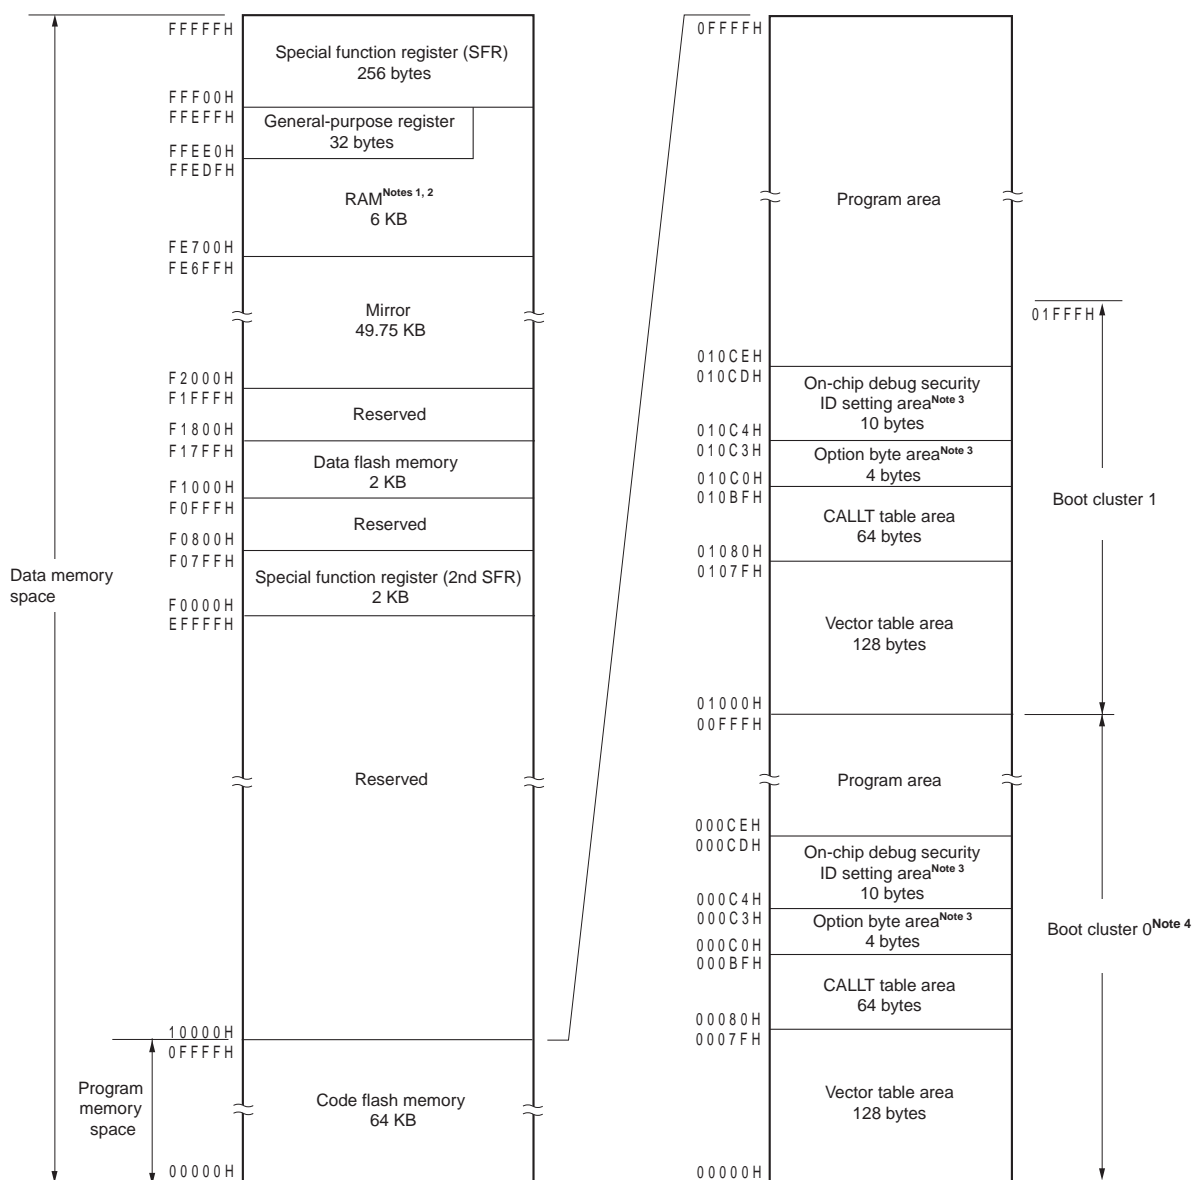 FFFFFH
Special function register (SFR)
256 bytes
FFF00H
FFEFFH
General-purpose register
32 bytes
FFEE0H
FFEDFH
RAMNotes 1, 2
6 KB
FE700H
FE6FFH
Mirror
49.75 KB
F2000H
F1FFFH
Reserved
F1800H
F17FFH
Data flash memory
2 KB
F1000H
F0FFFH
Reserved
F0800H
F07FFH
Special function register (2nd SFR)
2 KB
F0000H
EFFFFH
Data memory
space
Reserved
10000H
0FFFFH
Program
memory
space
Code flash memory
64 KB
00000H
0FFFFH
Program area
01FFFH
010CEH
010CDH
On-chip debug security
ID setting areaNote 3
10 bytes
010C4H
010C3H
Option byte areaNote 3
4 bytes
010C0H
010BFH
Boot cluster 1
CALLT table area
64 bytes
01080H
0107FH
Vector table area
128 bytes
01000H
00FFFH
Program area
000CEH
000CDH
On-chip debug security
ID setting areaNote 3
10 bytes
000C4H
000C3H
Option byte areaNote 3
4 bytes
Boot cluster 0Note 4
000C0H
000BFH
CALLT table area
64 bytes
00080H
0007FH
Vector table area
128 bytes
00000H